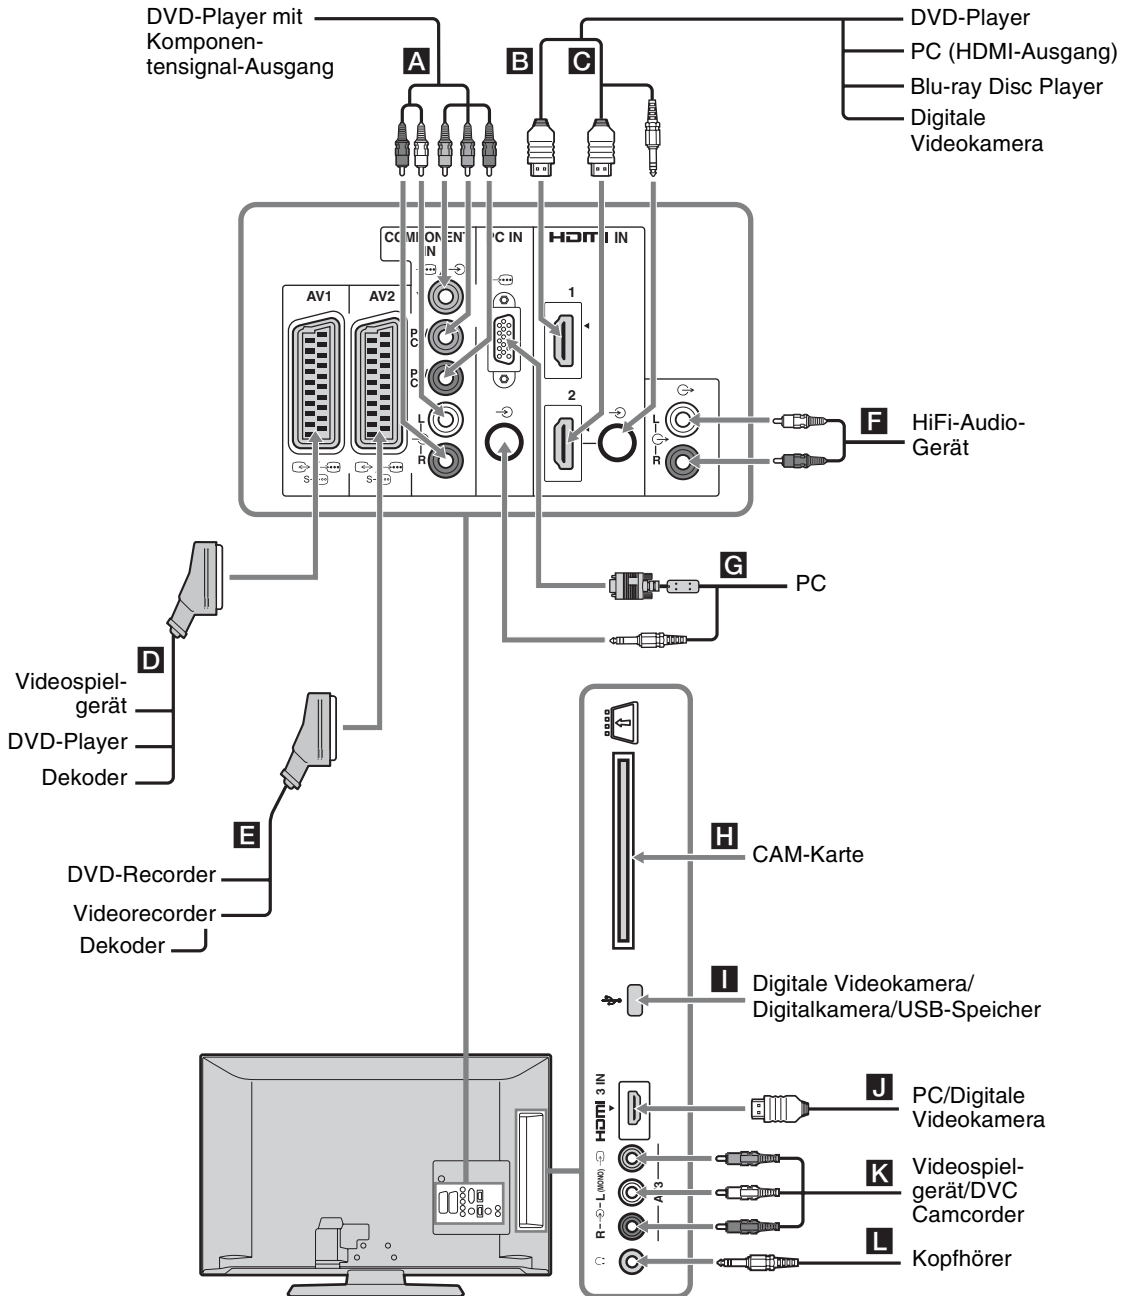 DVD-Player mit
Komponen-
tensignal-Ausgang
A
B
C
DVD-Player
PC (HDMI-Ausgang)
Blu-ray Disc Player
Digitale
Videokamera
COMPONENT
IN
PC IN
HDMI IN
AV1
AV2
1
2
L
R
L
R
S
S
F
HiFi-Audio-
Gerät
G
PC
D
Videospiel-
gerät
DVD-Player
Dekoder
E
DVD-Recorder
Videorecorder
Dekoder
H
CAM-Karte
I
Digitale Videokamera/
Digitalkamera/USB-Speicher
HDMI 3 IN
J
PC/Digitale
Videokamera
R
L (MONO)
K
Videospiel-
gerät/DVC
Camcorder
L
Kopfhörer